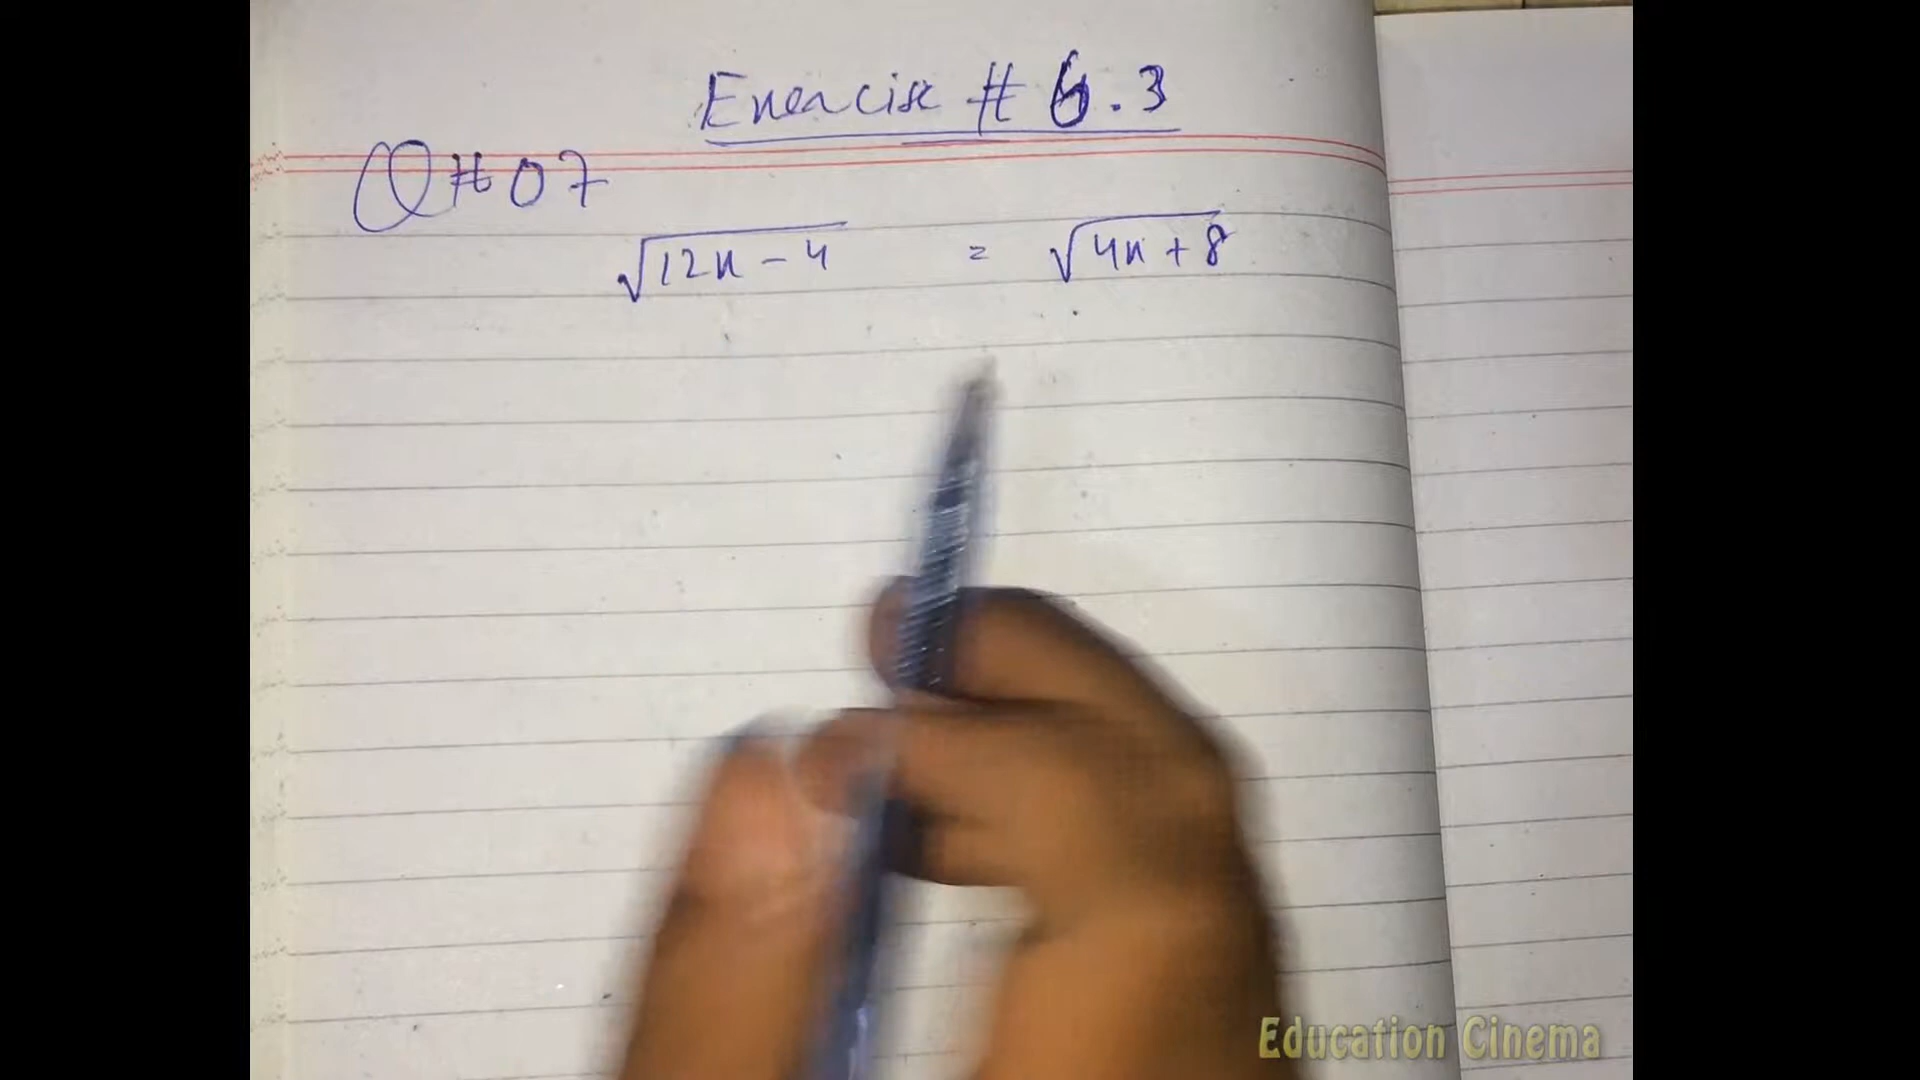 Exercise # 6.3
Q # 07
√12x - 4 = √4x + 8
Education Cinema